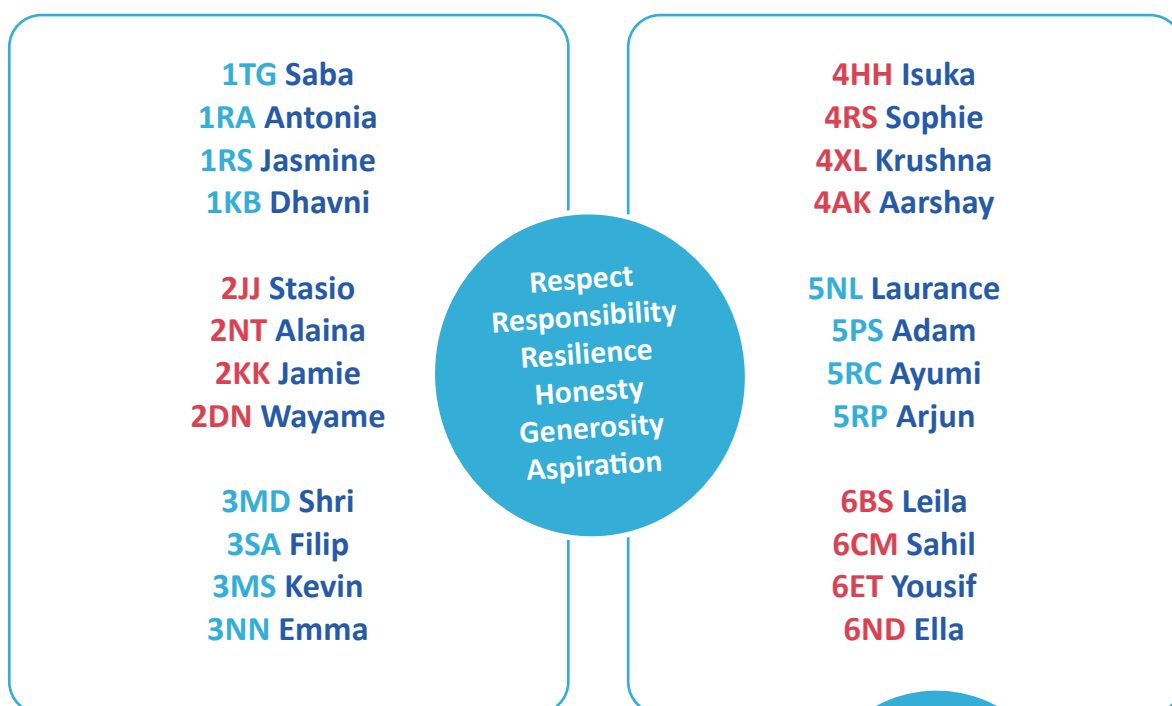 1TG Saba
1RA Antonia
1RS Jasmine
1KB Dhavni
2JJ Stasio
2NT Alaina
2KK Jamie
2DN Wayame
3MD Shri
3SA Filip
3MS Kevin
3NN Emma
Respect
Responsibility
Resilience
Honesty
Generosity
Aspiration
4HH Isuka
4RS Sophie
4XL Krushna
4AK Aarshay
5NL Laurance
5PS Adam
5RC Ayumi
5RP Arjun
6BS Leila
6CM Sahil
6ET Yousif
6ND Ella